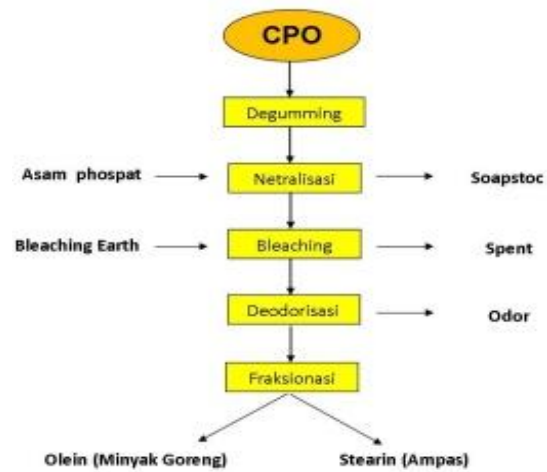 CPO
Degumming
Asam phospat
Netralisasi
Soapstoc
Bleaching Earth
Bleaching
Spent
Deodorisasi
Odor
Fraksionasi
Olein (Minyak Goreng)
Stearin (Ampas)